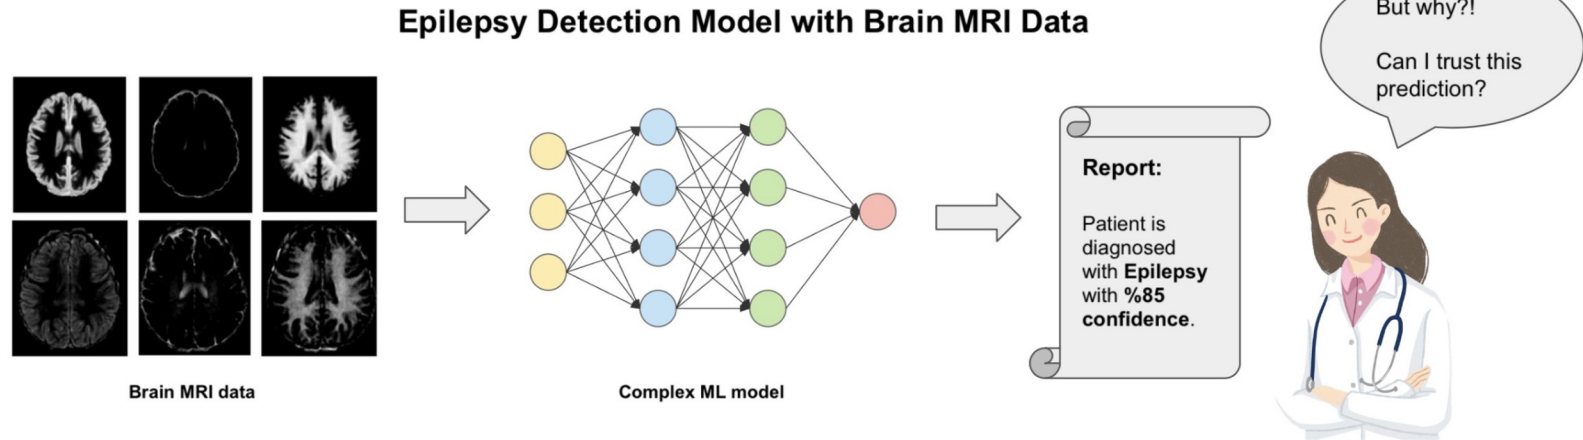 Epilepsy Detection Model with Brain MRI Data
But why?!
Can I trust this
prediction?
Report:
Patient is
diagnosed
with Epilepsy
with %85
confidence.
Brain MRI data
Complex ML model